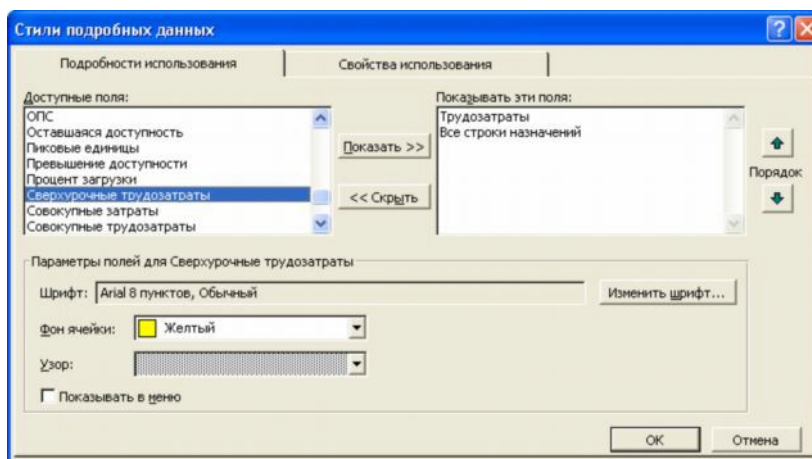 Стили подробных данных
Подробности использования
Свойства использования
Доступные поля:
ОПС
Оставшаяся доступность
Пиковые единицы
Превышение доступности
Процент загрузки
Сверхурочные трудозатраты
Совокупные затраты
Совокупные трудозатраты
Показать >>
<< Скрыть
Показывать эти поля:
Трудозатраты
Все строки назначений
Порядок
Параметры полей для Сверхурочные трудозатраты
Шрифт: Arial 8 пунктов, Обычный
Изменить шрифт...
Фон ячейки: Желтый
Узор:
Показывать в меню
ОК
Отмена